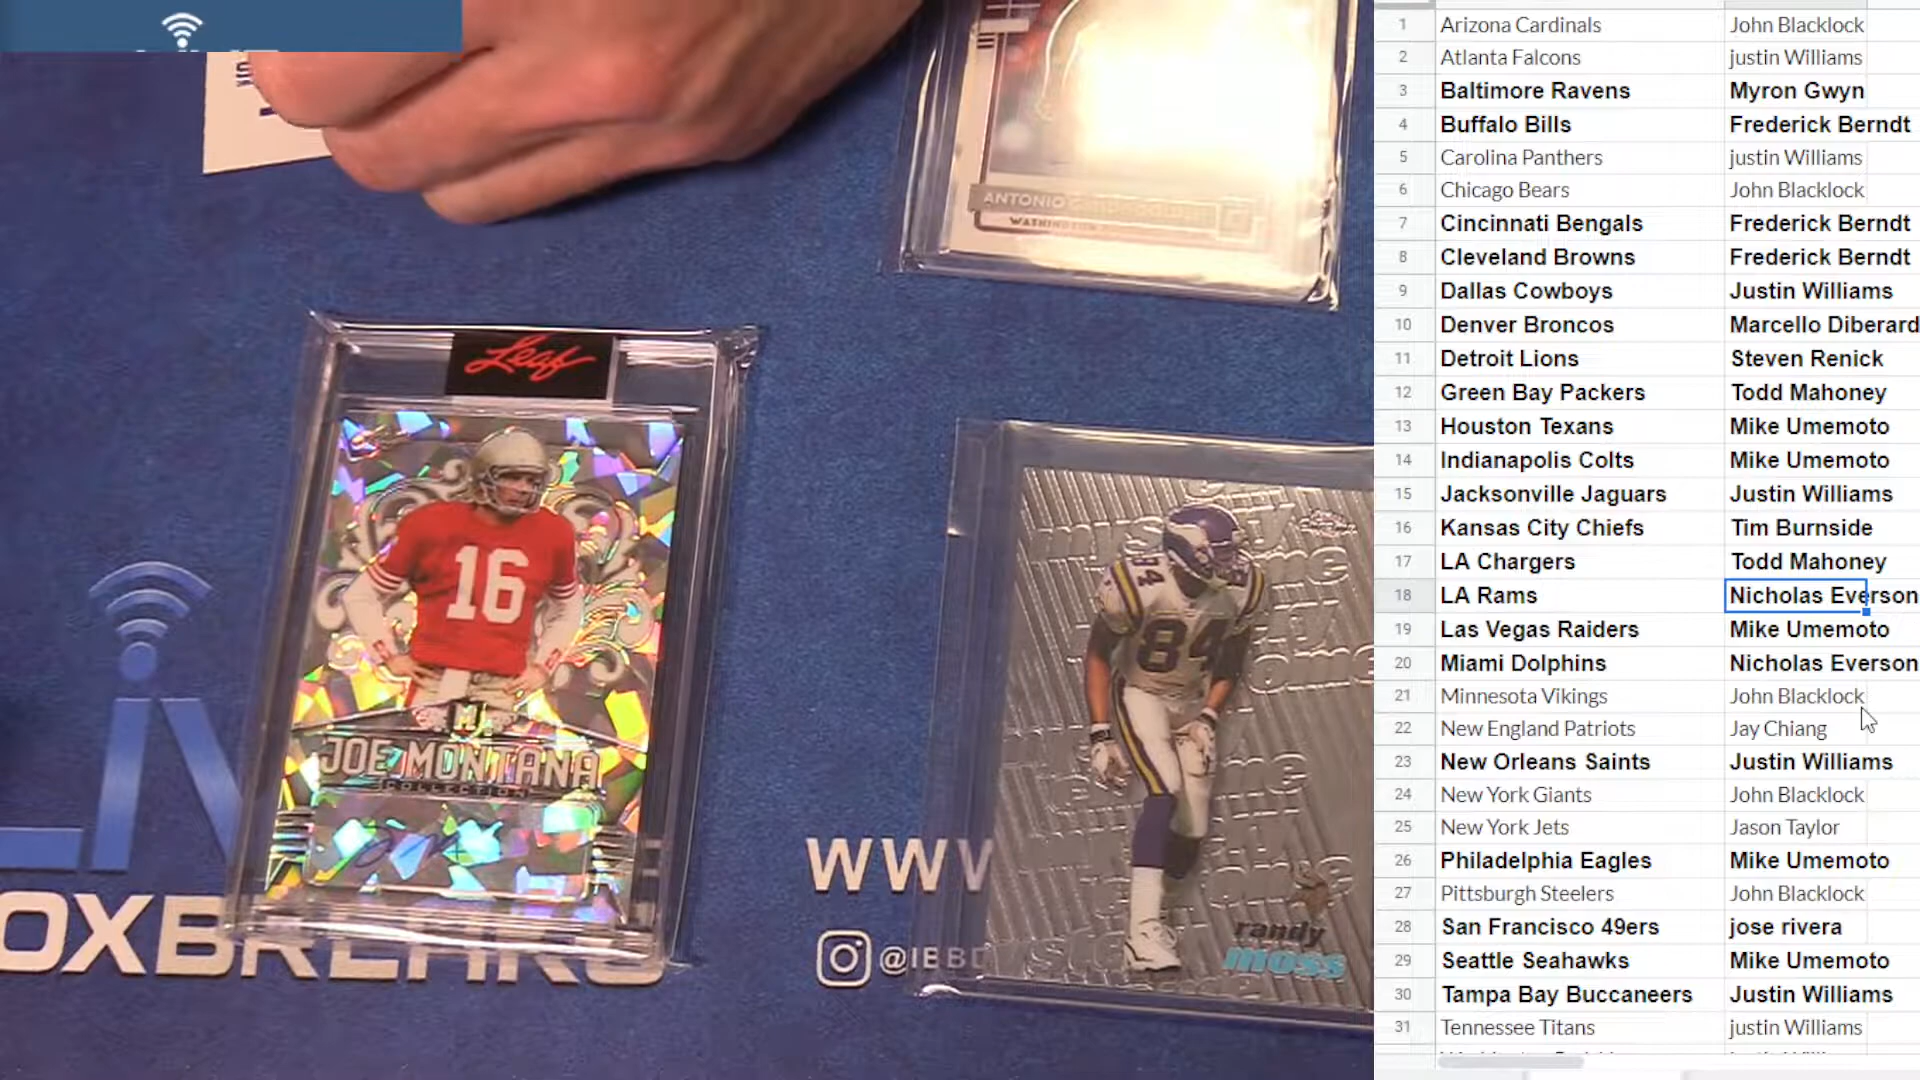 ANTONIO
WASHINGTON
Leaf
16
M
JOE MONTANA
COLLECTION
84
84
randy
moss
WWW
OXBREAKS
@IEBD
1 Arizona Cardinals John Blacklock
2 Atlanta Falcons justin Williams
3 Baltimore Ravens Myron Gwyn
4 Buffalo Bills Frederick Berndt
5 Carolina Panthers justin Williams
6 Chicago Bears John Blacklock
7 Cincinnati Bengals Frederick Berndt
8 Cleveland Browns Frederick Berndt
9 Dallas Cowboys Justin Williams
10 Denver Broncos Marcello Diberard
11 Detroit Lions Steven Renick
12 Green Bay Packers Todd Mahoney
13 Houston Texans Mike Umemoto
14 Indianapolis Colts Mike Umemoto
15 Jacksonville Jaguars Justin Williams
16 Kansas City Chiefs Tim Burnside
17 LA Chargers Todd Mahoney
18 LA Rams Nicholas Everson
19 Las Vegas Raiders Mike Umemoto
20 Miami Dolphins Nicholas Everson
21 Minnesota Vikings John Blacklock
22 New England Patriots Jay Chiang
23 New Orleans Saints Justin Williams
24 New York Giants John Blacklock
25 New York Jets Jason Taylor
26 Philadelphia Eagles Mike Umemoto
27 Pittsburgh Steelers John Blacklock
28 San Francisco 49ers jose rivera
29 Seattle Seahawks Mike Umemoto
30 Tampa Bay Buccaneers Justin Williams
31 Tennessee Titans justin Williams